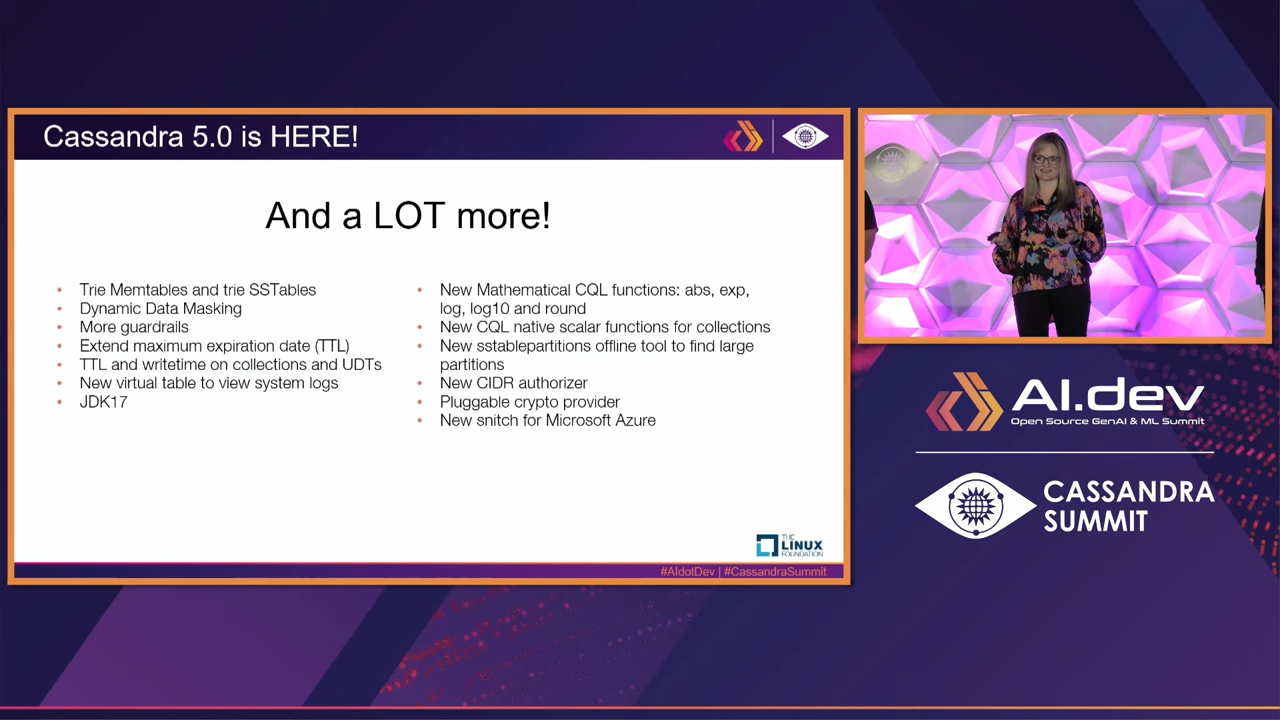 Cassandra 5.0 is HERE!
And a LOT more!
• Trie Memtables and trie SSTables
• Dynamic Data Masking
• More guardrails
• Extend maximum expiration date (TTL)
• TTL and writetime on collections and UDTs
• New virtual table to view system logs
• JDK17
• New Mathematical CQL functions: abs, exp,
log, log10 and round
• New CQL native scalar functions for collections
• New sstablepartitions offline tool to find large
partitions
• New CIDR authorizer
• Pluggable crypto provider
• New snitch for Microsoft Azure
THE
LINUX
FOUNDATION
#AIdotDev | #CassandraSummit
AI.dev
Open Source GenAI & ML Summit
CASSANDRA
SUMMIT